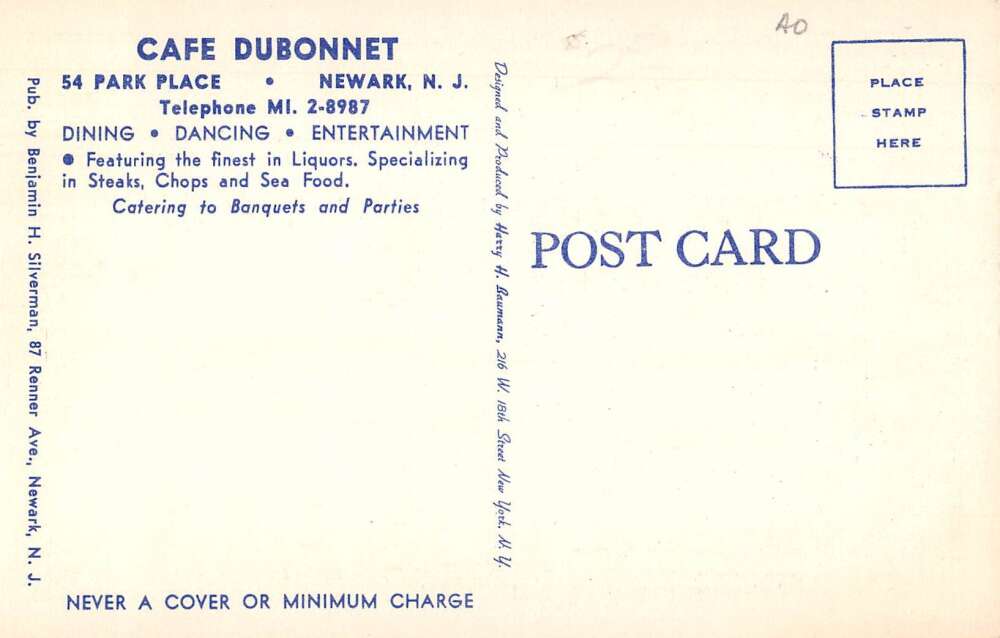 CAFE DUBONNET
54 PARK PLACE • NEWARK, N. J.
Telephone MI. 2-8987
DINING • DANCING • ENTERTAINMENT
• Featuring the finest in Liquors. Specializing
in Steaks, Chops and Sea Food.
Catering to Banquets and Parties
NEVER A COVER OR MINIMUM CHARGE
Pub. by Benjamin H. Silverman, 87 Renner Ave., Newark, N. J.
Designed and Produced by Harry H. Baumann, 216 W. 18th Street New York, N. Y.
POST CARD
AO
PLACE
STAMP
HERE